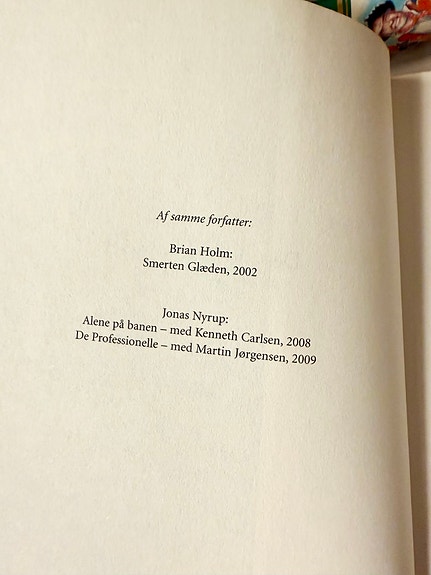 Af samme forfatter:
Brian Holm:
Smerten Glæden, 2002
Jonas Nyrup:
Alene på banen – med Kenneth Carlsen, 2008
De Professionelle – med Martin Jørgensen, 2009